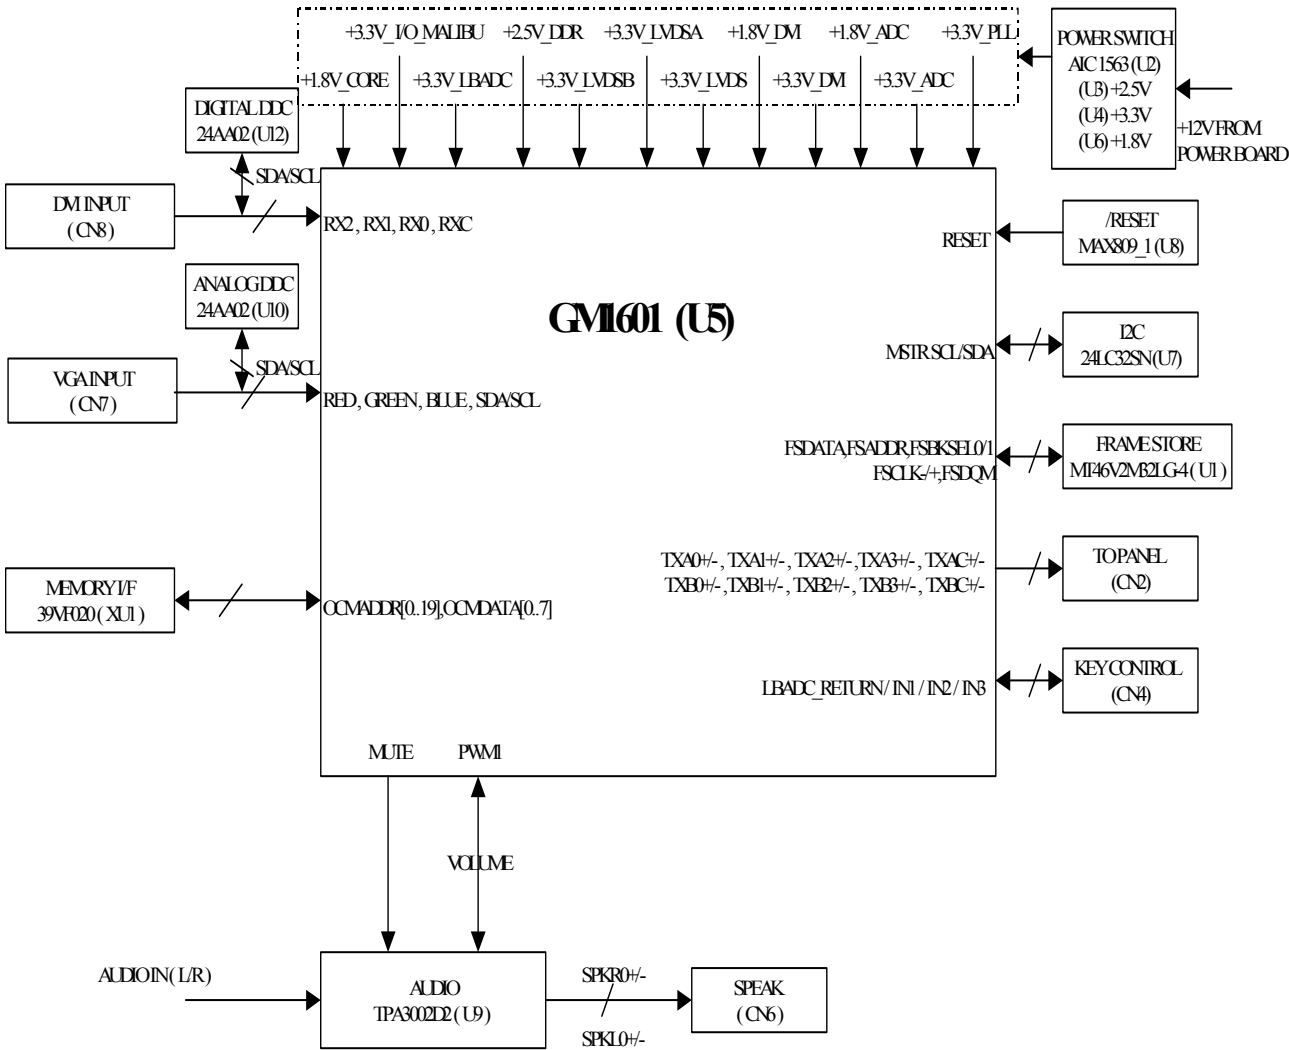 +3.3V_I/O_MALIBU +2.5V_DDR +3.3V_LVDSA +1.8V_DVI +1.8V_ADC +3.3V_PLL
+1.8V_CORE +3.3V_LBADC +3.3V_LVDSB +3.3V_LVDS +3.3V_DVI +3.3V_ADC
POWER SWITCH
AIC1563 (U2)
(U3) +2.5V
(U4) +3.3V
(U6) +1.8V
+12V FROM
POWER BOARD
DIGITAL DDC
24AA02 (U12)
SDA/SCL
DVI INPUT
( CN8 )
RX2 , RX1, RX0 , RXC
RESET
/RESET
MAX809_1 (U8)
ANALOG DDC
24AA02 (U10)
SDA/SCL
GM1601 (U5)
MSTR SCL/SDA
I2C
24LC32SN (U7)
VGA INPUT
( CN7 )
RED , GREEN , BLUE , SDA/SCL
FSDATA,FSADDR,FSBKSEL0/1
FSCLK-/+,FSDQM
FRAME STORE
MT46V2M32LG-4 ( U1 )
TXA0+/- , TXA1+/- , TXA2+/- , TXA3+/- , TXAC+/-
TXB0+/- , TXB1+/- , TXB2+/- , TXB3+/- , TXBC+/-
TO PANEL
(CN2)
MEMORY I/F
39VF020 ( XU1 )
OCMADDR[0..19],OCMDATA[0..7]
LBADC_RETURN / IN1 / IN2 / IN3
KEY CONTROL
(CN4)
MUTE PWM1
VOLUME
AUDIO IN ( L/R )
AUDIO
TPA3002D2 ( U9 )
SPKR0+/-
SPKL0+/-
SPEAK
( CN6 )